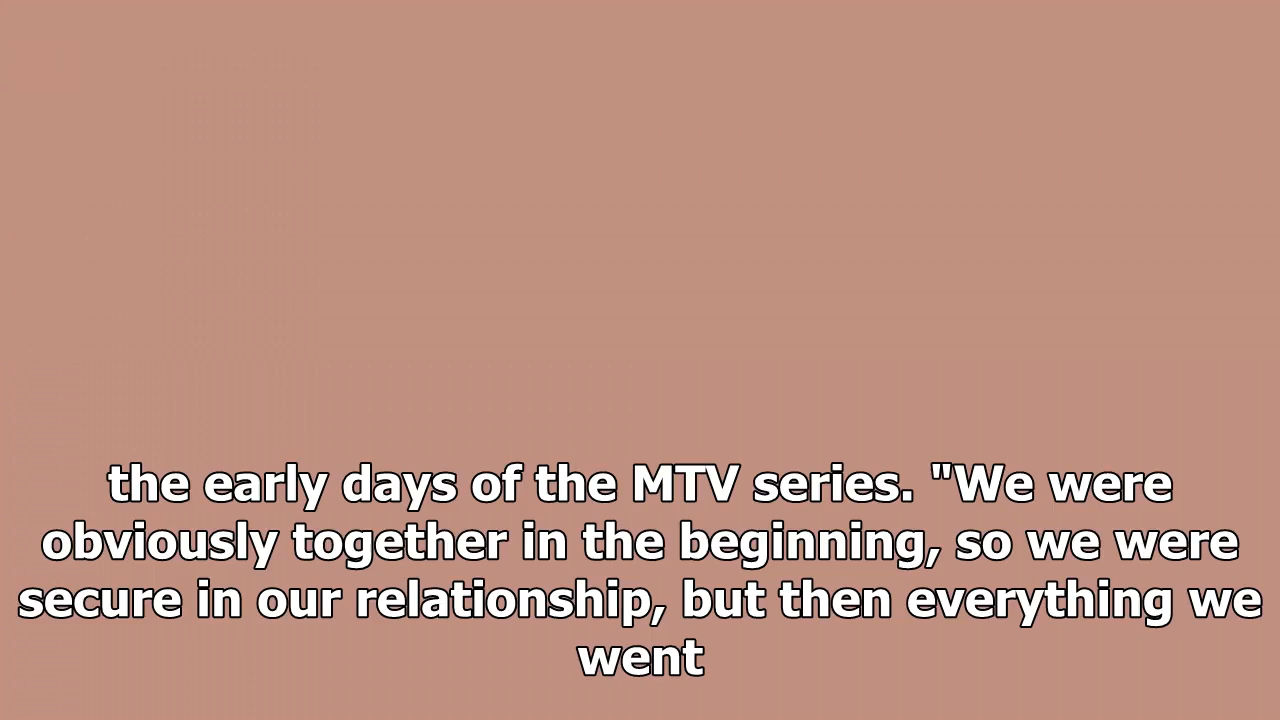 the early days of the MTV series. "We were
obviously together in the beginning, so we were
secure in our relationship, but then everything we
went